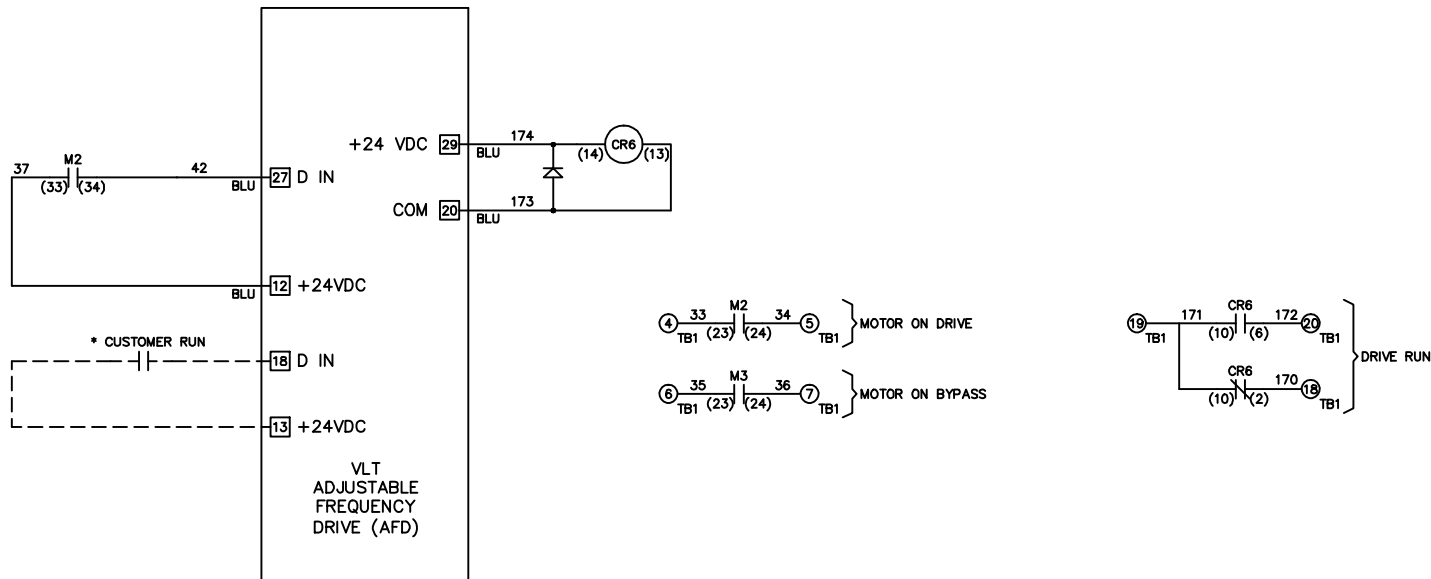 +24 VDC 29 174 BLU (14) CR6 (13)
37 M2 (33) (34) 42 BLU 27 D IN
COM 20 173 BLU
BLU 12 +24VDC
* CUSTOMER RUN
18 D IN
13 +24VDC
VLT
ADJUSTABLE
FREQUENCY
DRIVE (AFD)
4 TB1 33 (23) M2 (24) 34 5 TB1 MOTOR ON DRIVE
6 TB1 35 (23) M3 (24) 36 7 TB1 MOTOR ON BYPASS
19 TB1 171 (10) CR6 (6) 172 20 TB1
DRIVE RUN
(10) CR6 (2) 170 18 TB1